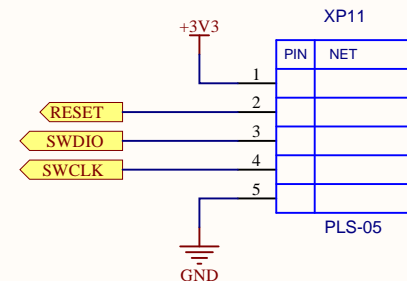 XP11
+3V3
PIN NET
1
RESET 2
SWDIO 3
SWCLK 4
5
PLS-05
GND